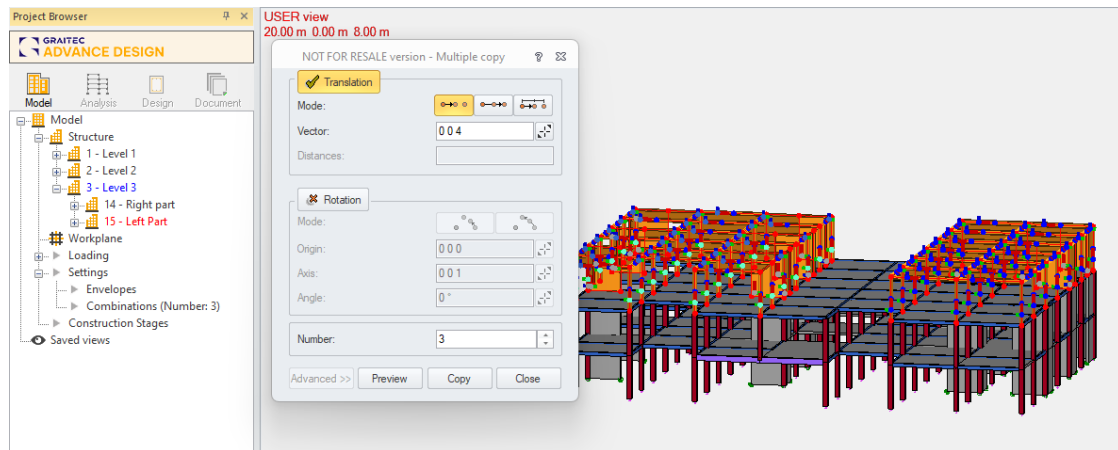 Project Browser
GRAITEC
ADVANCE DESIGN
Model Analysis Design Document
Model
Structure
1 - Level 1
2 - Level 2
3 - Level 3
14 - Right part
15 - Left Part
Workplane
Loading
Settings
Envelopes
Combinations (Number: 3)
Construction Stages
Saved views
USER view
20.00 m 0.00 m 8.00 m
NOT FOR RESALE version - Multiple copy
Translation
Mode:
Vector: 0 0 4
Distances:
Rotation
Mode:
Origin: 0 0 0
Axis: 0 0 1
Angle: 0 °
Number: 3
Advanced >> Preview Copy Close